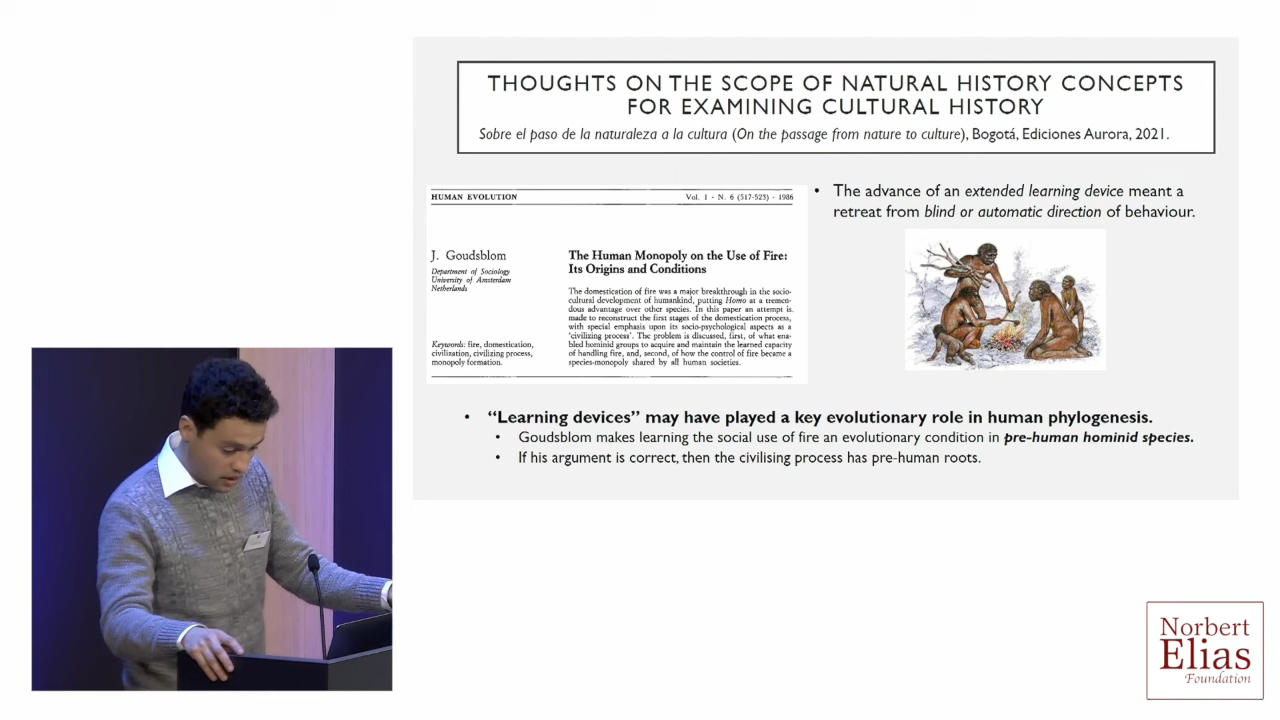 THOUGHTS ON THE SCOPE OF NATURAL HISTORY CONCEPTS
FOR EXAMINING CULTURAL HISTORY
Sobre el paso de la naturaleza a la cultura (On the passage from nature to culture), Bogotá, Ediciones Aurora, 2021.
HUMAN EVOLUTION
Vol. 1 - N. 6 (517-523) - 1986
J. Goudsblom
Department of Sociology
University of Amsterdam
Netherlands
Keywords: fire, domestication,
civilization, civilizing process,
monopoly formation.
The Human Monopoly on the Use of Fire:
Its Origins and Conditions
The domestication of fire was a major breakthrough in the socio-
cultural development of humankind, putting Homo at a tremen-
dous advantage over other species. In this paper an attempt is
made to reconstruct the first stages of the domestication process,
with special emphasis upon its socio-psychological aspects as a
'civilizing process'. The problem is discussed, first, of what ena-
bled hominid groups to acquire and maintain the learned capacity
of handling fire, and, second, of how the control of fire became a
species-monopoly shared by all human societies.
• The advance of an extended learning device meant a
retreat from blind or automatic direction of behaviour.
• “Learning devices” may have played a key evolutionary role in human phylogenesis.
• Goudsblom makes learning the social use of fire an evolutionary condition in pre-human hominid species.
• If his argument is correct, then the civilising process has pre-human roots.
Norbert
Elias
Foundation